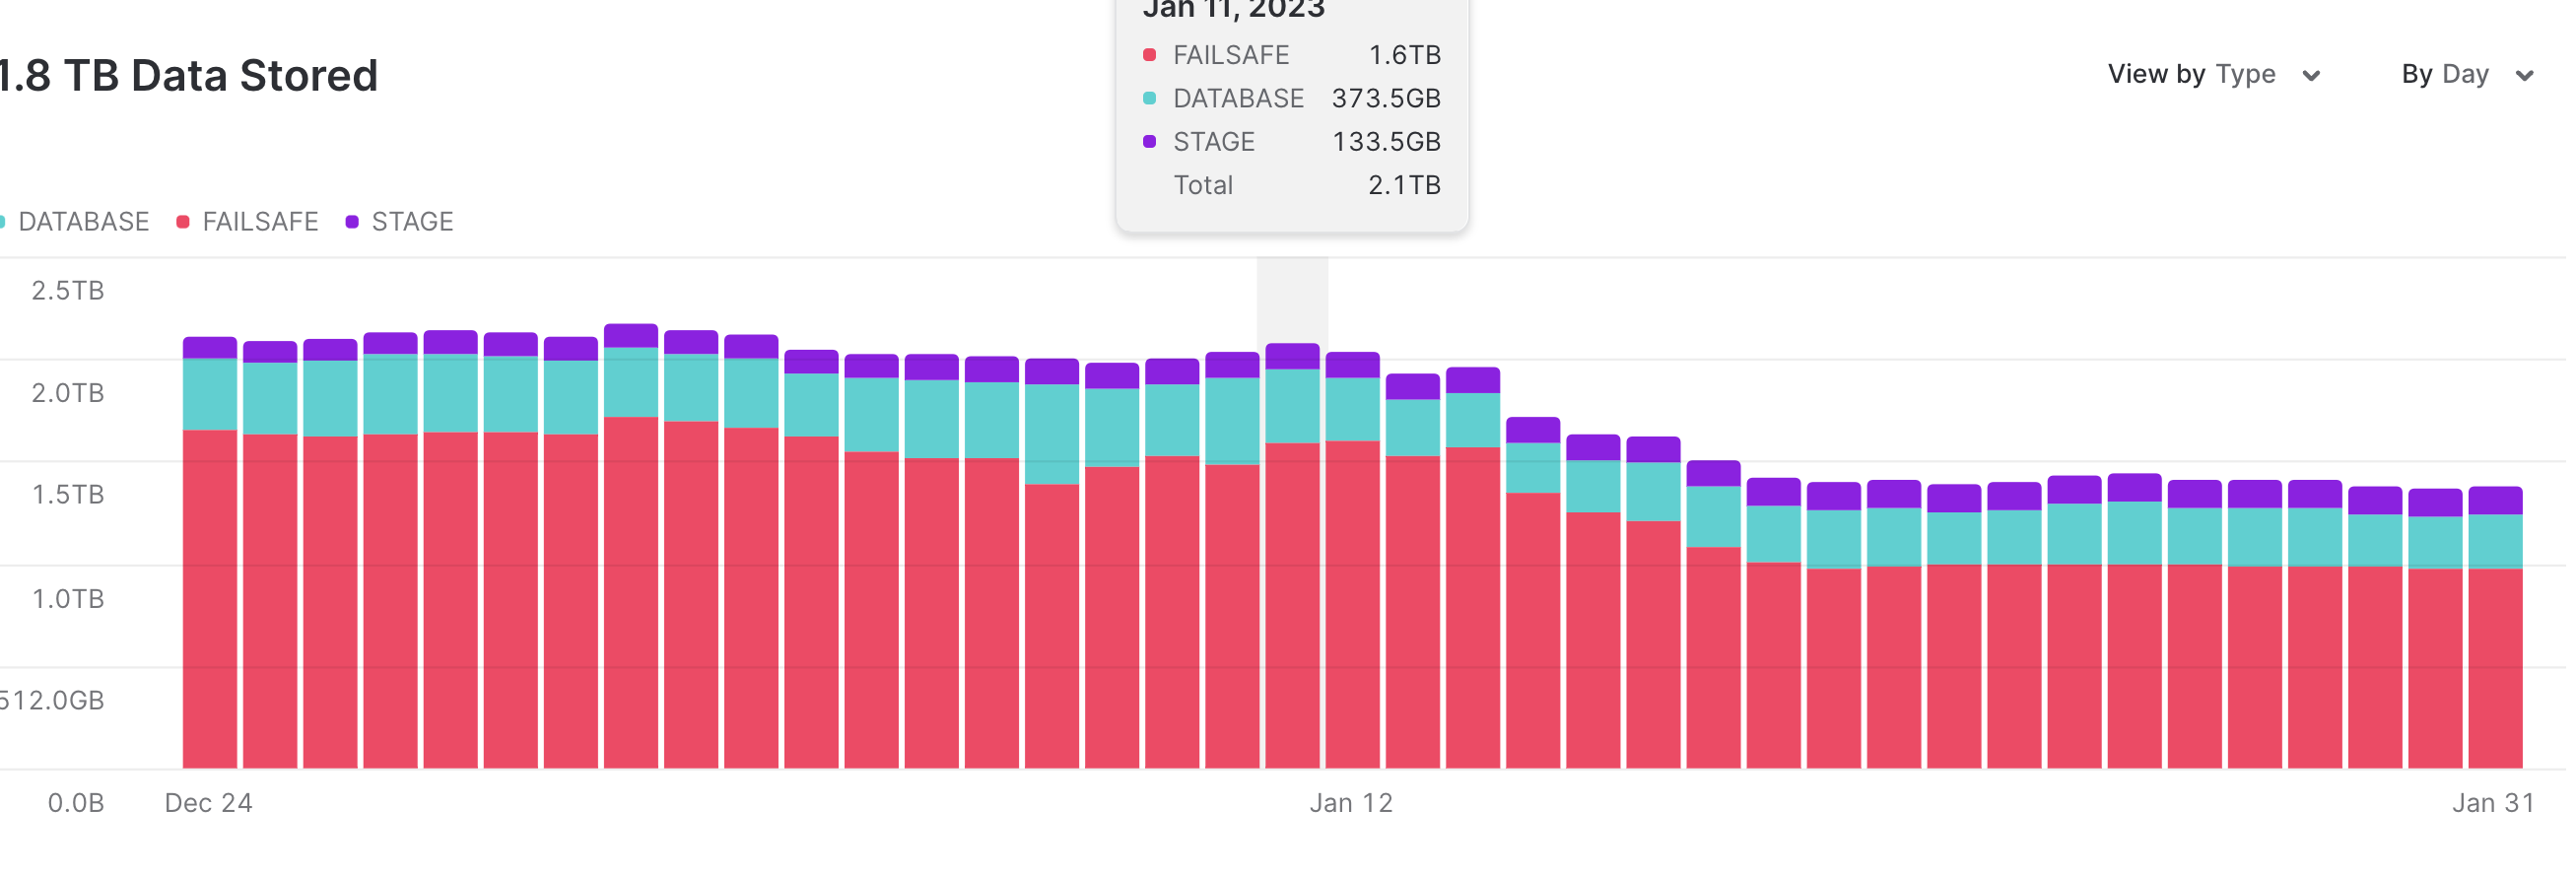 Jan 11, 2023
FAILSAFE 1.6TB
DATABASE 373.5GB
STAGE 133.5GB
Total 2.1TB
1.8 TB Data Stored
View by Type
By Day
DATABASE FAILSAFE STAGE
2.5TB
2.0TB
1.5TB
1.0TB
512.0GB
0.0B
Dec 24
Jan 12
Jan 31